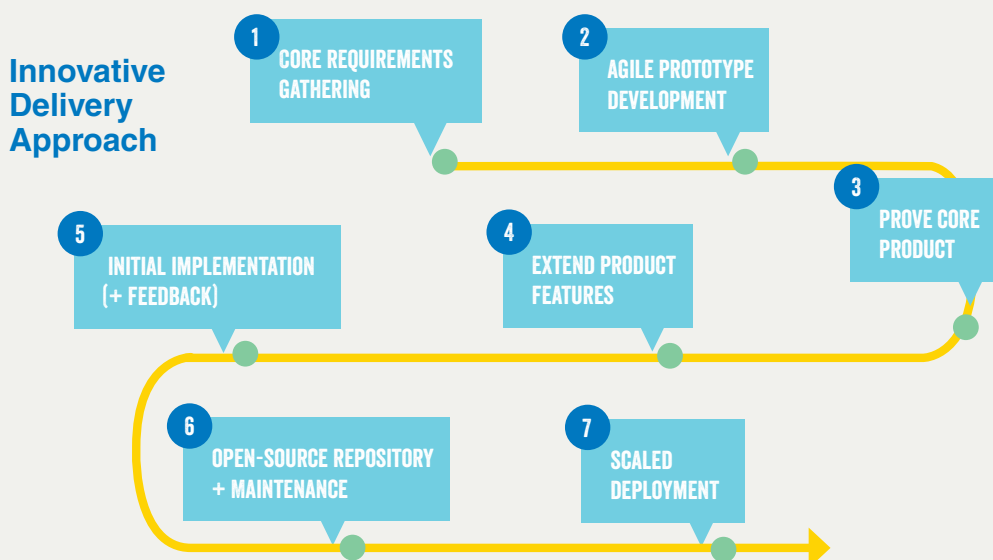 Innovative
Delivery
Approach
1
CORE REQUIREMENTS
GATHERING
2
AGILE PROTOTYPE
DEVELOPMENT
3
PROVE CORE
PRODUCT
4
EXTEND PRODUCT
FEATURES
5
INITIAL IMPLEMENTATION
(+ FEEDBACK)
6
OPEN-SOURCE REPOSITORY
+ MAINTENANCE
7
SCALED
DEPLOYMENT